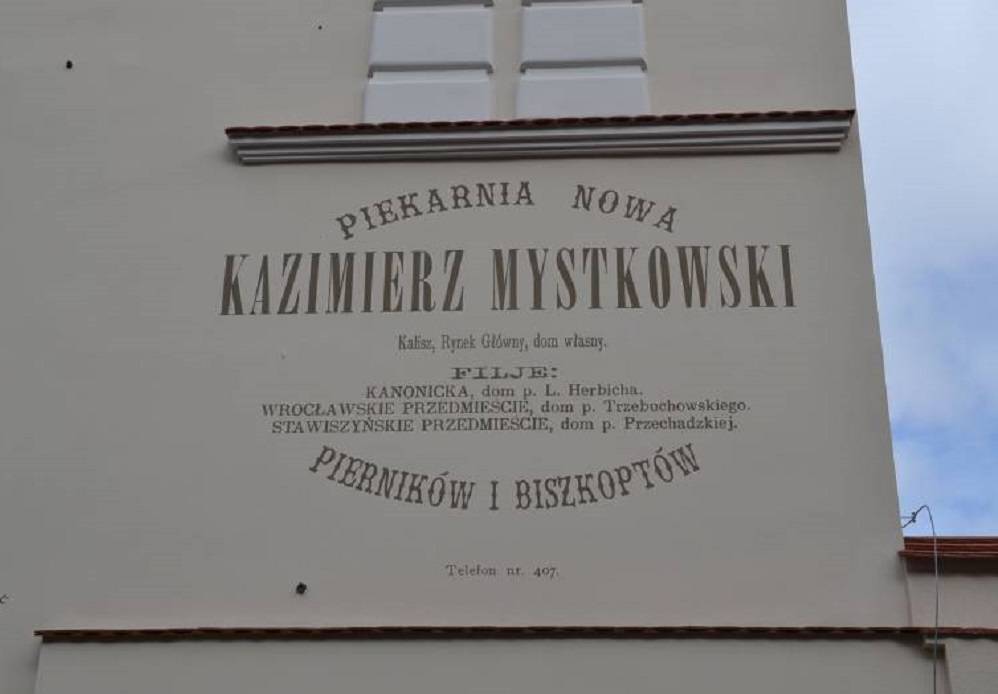 PIEKARNIA NOWA
KAZIMIERZ MYSTKOWSKI
Kalisz, Rynek Główny, dom własny.
FILJE:
KANONICKA, dom p. L. Herbicha.
WROCŁAWSKIE PRZEDMIEŚCIE, dom p. Trzebuchowskiego.
STAWISZYŃSKIE PRZEDMIEŚCIE, dom p. Przechadzkiej.
PIERNIKÓW I BISZKOPTÓW
Telefon nr. 407.